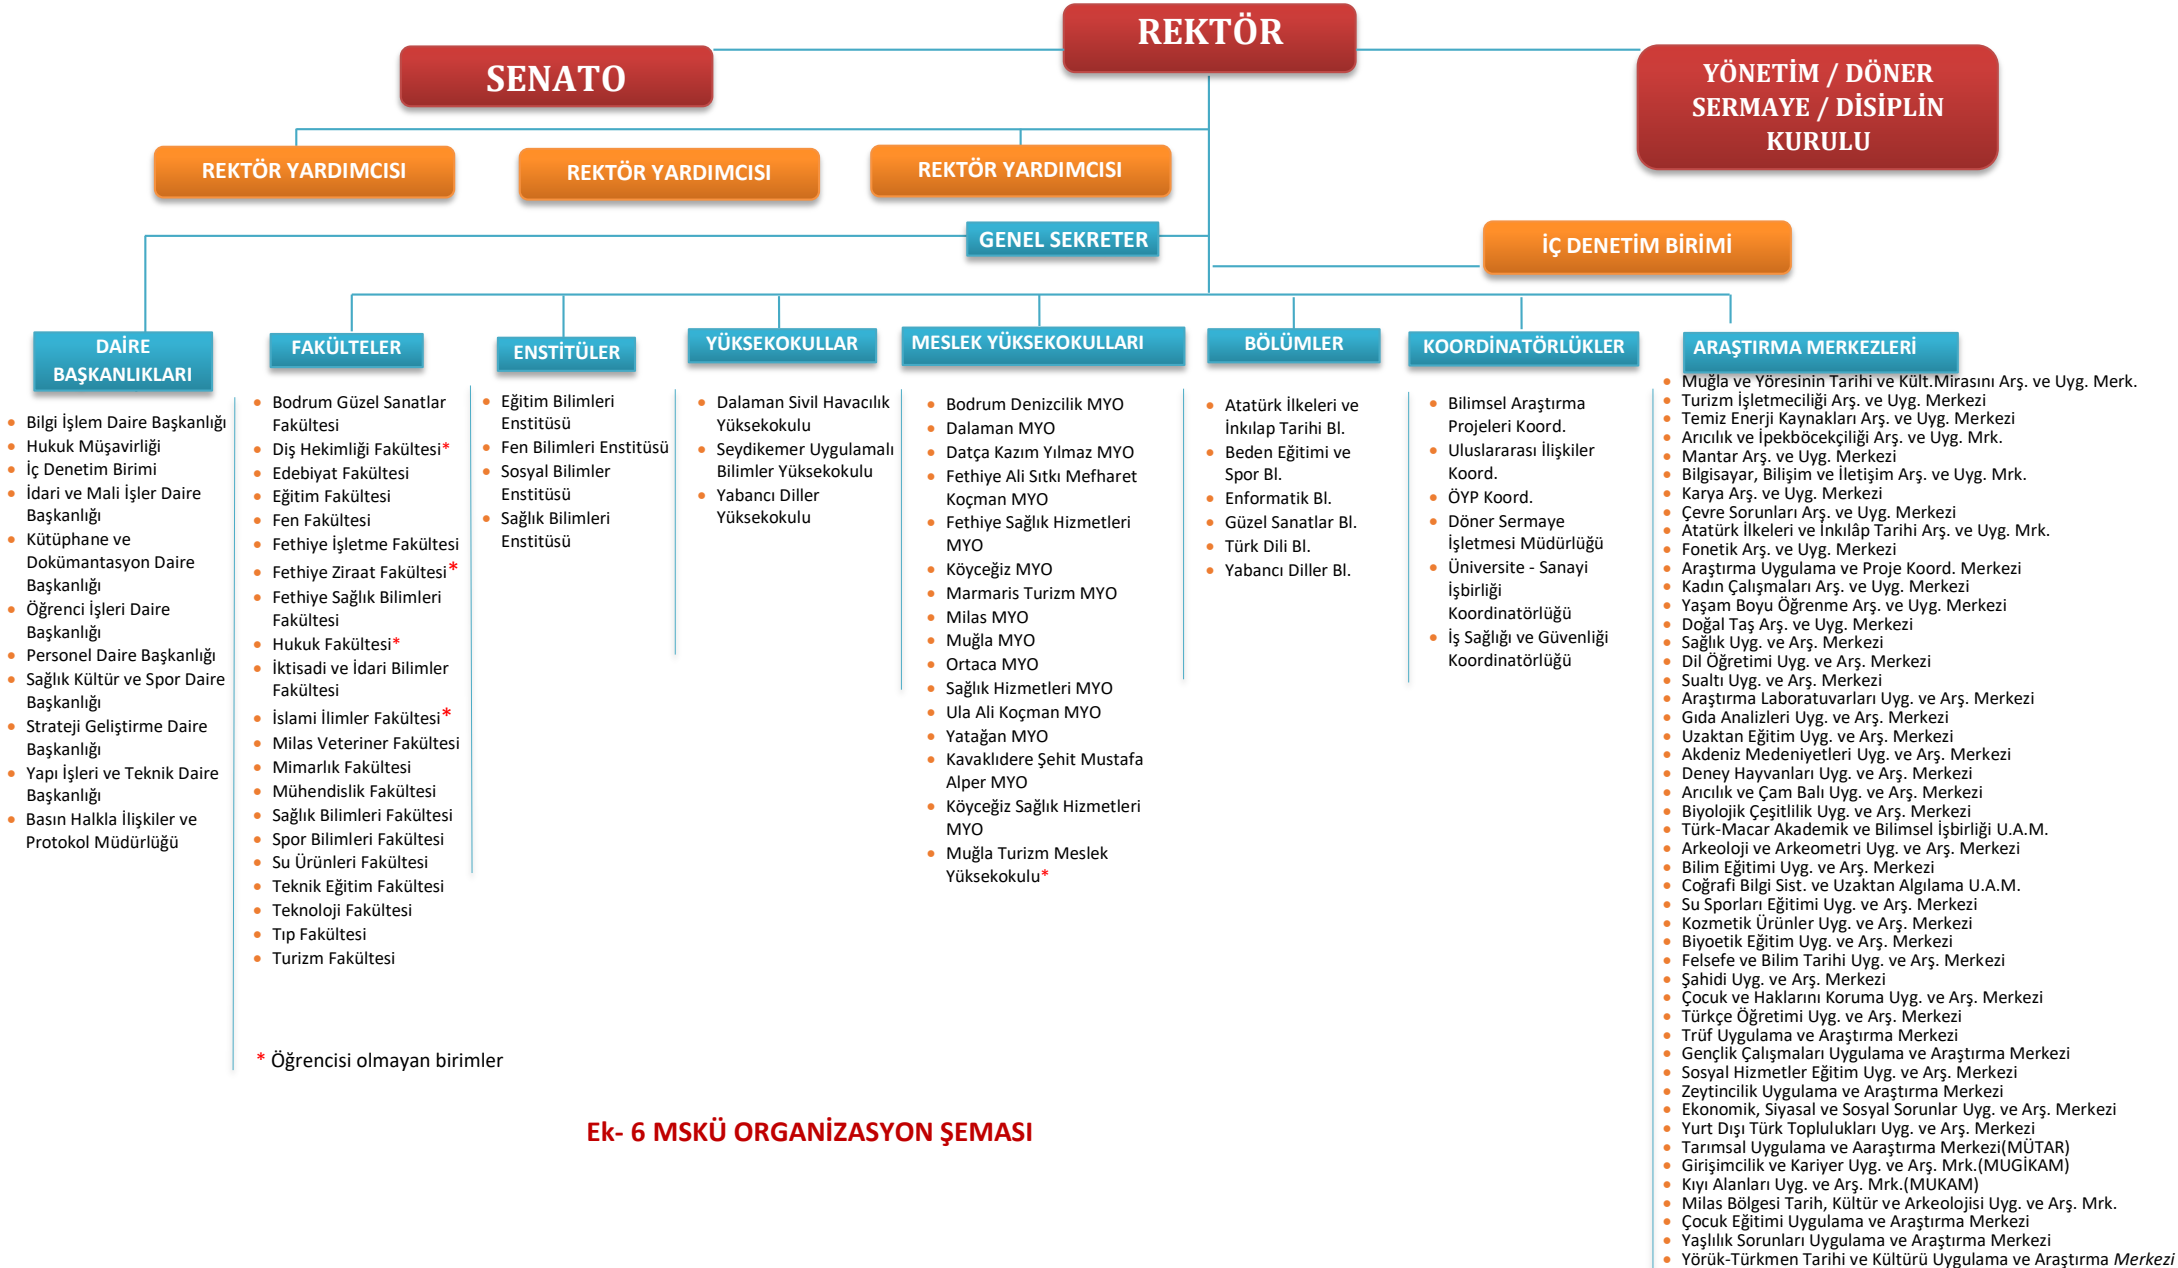 REKTÖR
SENATO
YÖNETİM / DÖNER
SERMAYE / DİSİPLİN
KURULU
REKTÖR YARDIMCISI
REKTÖR YARDIMCISI
REKTÖR YARDIMCISI
GENEL SEKRETER
İÇ DENETİM BİRİMİ
DAİRE
BAŞKANLIKLARI
• Bilgi İşlem Daire Başkanlığı
• Hukuk Müşavirliği
• İç Denetim Birimi
• İdari ve Mali İşler Daire
Başkanlığı
• Kütüphane ve
Dokümantasyon Daire
Başkanlığı
• Öğrenci İşleri Daire
Başkanlığı
• Personel Daire Başkanlığı
• Sağlık Kültür ve Spor Daire
Başkanlığı
• Strateji Geliştirme Daire
Başkanlığı
• Yapı İşleri ve Teknik Daire
Başkanlığı
• Basın Halkla İlişkiler ve
Protokol Müdürlüğü
FAKÜLTELER
• Bodrum Güzel Sanatlar
Fakültesi
• Diş Hekimliği Fakültesi*
• Edebiyat Fakültesi
• Eğitim Fakültesi
• Fen Fakültesi
• Fethiye İşletme Fakültesi
• Fethiye Ziraat Fakültesi*
• Fethiye Sağlık Bilimleri
Fakültesi
• Hukuk Fakültesi*
• İktisadi ve İdari Bilimler
Fakültesi
• İslami İlimler Fakültesi*
• Milas Veteriner Fakültesi
• Mimarlık Fakültesi
• Mühendislik Fakültesi
• Sağlık Bilimleri Fakültesi
• Spor Bilimleri Fakültesi
• Su Ürünleri Fakültesi
• Teknik Eğitim Fakültesi
• Teknoloji Fakültesi
• Tıp Fakültesi
• Turizm Fakültesi
* Öğrencisi olmayan birimler
ENSTİTÜLER
• Eğitim Bilimleri
Enstitüsü
• Fen Bilimleri Enstitüsü
• Sosyal Bilimler
Enstitüsü
• Sağlık Bilimleri
Enstitüsü
YÜKSEKOKULLAR
• Dalaman Sivil Havacılık
Yüksekokulu
• Seydikemer Uygulamalı
Bilimler Yüksekokulu
• Yabancı Diller
Yüksekokulu
MESLEK YÜKSEKOKULLARI
• Bodrum Denizcilik MYO
• Dalaman MYO
• Datça Kazım Yılmaz MYO
• Fethiye Ali Sıtkı Mefharet
Koçman MYO
• Fethiye Sağlık Hizmetleri
MYO
• Köyceğiz MYO
• Marmaris Turizm MYO
• Milas MYO
• Muğla MYO
• Ortaca MYO
• Sağlık Hizmetleri MYO
• Ula Ali Koçman MYO
• Yatağan MYO
• Kavaklıdere Şehit Mustafa
Alper MYO
• Köyceğiz Sağlık Hizmetleri
MYO
• Muğla Turizm Meslek
Yüksekokulu*
BÖLÜMLER
• Atatürk İlkeleri ve
İnkılap Tarihi Bl.
• Beden Eğitimi ve
Spor Bl.
• Enformatik Bl.
• Güzel Sanatlar Bl.
• Türk Dili Bl.
• Yabancı Diller Bl.
KOORDİNATÖRLÜKLER
• Bilimsel Araştırma
Projeleri Koord.
• Uluslararası İlişkiler
Koord.
• ÖYP Koord.
• Döner Sermaye
İşletmesi Müdürlüğü
• Üniversite - Sanayi
İşbirliği
Koordinatörlüğü
• İş Sağlığı ve Güvenliği
Koordinatörlüğü
ARAŞTIRMA MERKEZLERİ
• Muğla ve Yöresinin Tarihi ve Kült.Mirasını Arş. ve Uyg. Merk.
• Turizm İşletmeciliği Arş. ve Uyg. Merkezi
• Temiz Enerji Kaynakları Arş. ve Uyg. Merkezi
• Arıcılık ve İpekböcekçiliği Arş. ve Uyg. Mrk.
• Mantar Arş. ve Uyg. Merkezi
• Bilgisayar, Bilişim ve İletişim Arş. ve Uyg. Mrk.
• Karya Arş. ve Uyg. Merkezi
• Çevre Sorunları Arş. ve Uyg. Merkezi
• Atatürk İlkeleri ve İnkılâp Tarihi Arş. ve Uyg. Mrk.
• Fonetik Arş. ve Uyg. Merkezi
• Araştırma Uygulama ve Proje Koord. Merkezi
• Kadın Çalışmaları Arş. ve Uyg. Merkezi
• Yaşam Boyu Öğrenme Arş. ve Uyg. Merkezi
• Doğal Taş Arş. ve Uyg. Merkezi
• Sağlık Uyg. ve Arş. Merkezi
• Dil Öğretimi Uyg. ve Arş. Merkezi
• Sualtı Uyg. ve Arş. Merkezi
• Araştırma Laboratuvarları Uyg. ve Arş. Merkezi
• Gıda Analizleri Uyg. ve Arş. Merkezi
• Uzaktan Eğitim Uyg. ve Arş. Merkezi
• Akdeniz Medeniyetleri Uyg. ve Arş. Merkezi
• Deney Hayvanları Uyg. ve Arş. Merkezi
• Arıcılık ve Çam Balı Uyg. ve Arş. Merkezi
• Biyolojik Çeşitlilik Uyg. ve Arş. Merkezi
• Türk-Macar Akademik ve Bilimsel İşbirliği U.A.M.
• Arkeoloji ve Arkeometri Uyg. ve Arş. Merkezi
• Bilim Eğitimi Uyg. ve Arş. Merkezi
• Coğrafi Bilgi Sist. ve Uzaktan Algılama U.A.M.
• Su Sporları Eğitimi Uyg. ve Arş. Merkezi
• Kozmetik Ürünler Uyg. ve Arş. Merkezi
• Biyoetik Eğitim Uyg. ve Arş. Merkezi
• Felsefe ve Bilim Tarihi Uyg. ve Arş. Merkezi
• Şahidi Uyg. ve Arş. Merkezi
• Çocuk ve Haklarını Koruma Uyg. ve Arş. Merkezi
• Türkçe Öğretimi Uyg. ve Arş. Merkezi
• Trüf Uygulama ve Araştırma Merkezi
• Gençlik Çalışmaları Uygulama ve Araştırma Merkezi
• Sosyal Hizmetler Eğitim Uyg. ve Arş. Merkezi
• Zeytincilik Uygulama ve Araştırma Merkezi
• Ekonomik, Siyasal ve Sosyal Sorunlar Uyg. ve Arş. Merkezi
• Yurt Dışı Türk Toplulukları Uyg. ve Arş. Merkezi
• Tarımsal Uygulama ve Aaraştırma Merkezi(MÜTAR)
• Girişimcilik ve Kariyer Uyg. ve Arş. Mrk.(MUGİKAM)
• Kıyı Alanları Uyg. ve Arş. Mrk.(MUKAM)
• Milas Bölgesi Tarih, Kültür ve Arkeolojisi Uyg. ve Arş. Mrk.
• Çocuk Eğitimi Uygulama ve Araştırma Merkezi
• Yaşlılık Sorunları Uygulama ve Araştırma Merkezi
• Yörük-Türkmen Tarihi ve Kültürü Uygulama ve Araştırma Merkezi
Ek- 6 MSKÜ ORGANİZASYON ŞEMASI